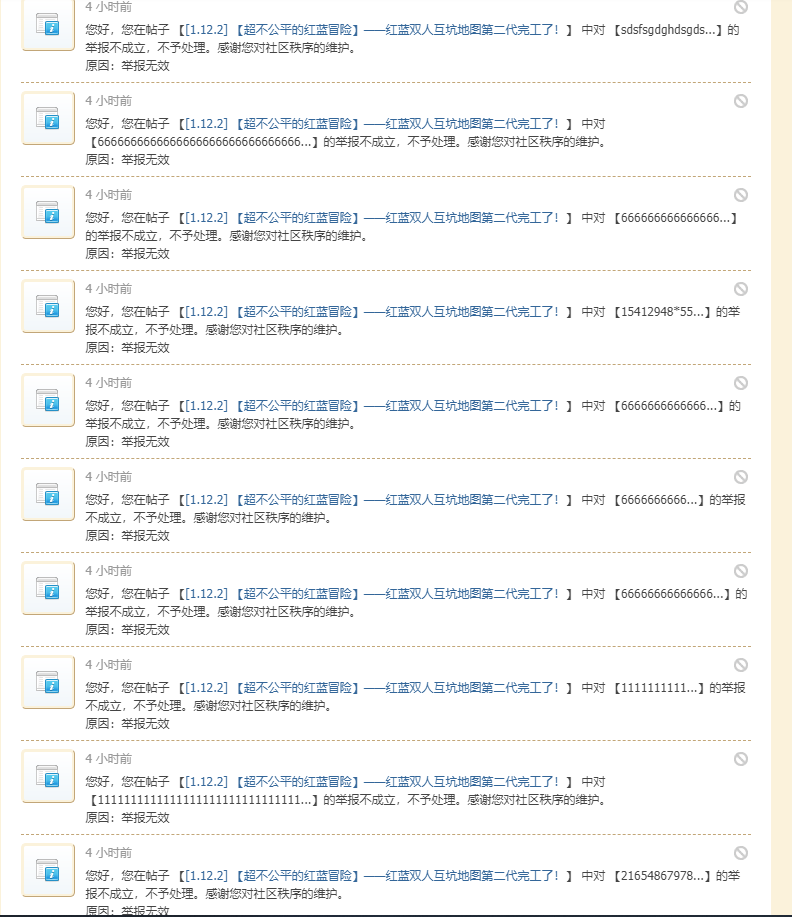 4 小时前
您好，您在帖子 【[1.12.2] 【超不公平的红蓝冒险】——红蓝双人互坑地图第二代完工了！】 中对 【sdsfsgdghdsgds...】的
举报不成立，不予处理。感谢您对社区秩序的维护。
原因：举报无效
4 小时前
您好，您在帖子 【[1.12.2] 【超不公平的红蓝冒险】——红蓝双人互坑地图第二代完工了！】 中对
【6666666666666666666666666666666...】的举报不成立，不予处理。感谢您对社区秩序的维护。
原因：举报无效
4 小时前
您好，您在帖子 【[1.12.2] 【超不公平的红蓝冒险】——红蓝双人互坑地图第二代完工了！】 中对 【666666666666666...】
的举报不成立，不予处理。感谢您对社区秩序的维护。
原因：举报无效
4 小时前
您好，您在帖子 【[1.12.2] 【超不公平的红蓝冒险】——红蓝双人互坑地图第二代完工了！】 中对 【15412948*55...】的举
报不成立，不予处理。感谢您对社区秩序的维护。
原因：举报无效
4 小时前
您好，您在帖子 【[1.12.2] 【超不公平的红蓝冒险】——红蓝双人互坑地图第二代完工了！】 中对 【6666666666666...】的
举报不成立，不予处理。感谢您对社区秩序的维护。
原因：举报无效
4 小时前
您好，您在帖子 【[1.12.2] 【超不公平的红蓝冒险】——红蓝双人互坑地图第二代完工了！】 中对 【6666666666...】的举报
不成立，不予处理。感谢您对社区秩序的维护。
原因：举报无效
4 小时前
您好，您在帖子 【[1.12.2] 【超不公平的红蓝冒险】——红蓝双人互坑地图第二代完工了！】 中对 【66666666666666...】的
举报不成立，不予处理。感谢您对社区秩序的维护。
原因：举报无效
4 小时前
您好，您在帖子 【[1.12.2] 【超不公平的红蓝冒险】——红蓝双人互坑地图第二代完工了！】 中对 【1111111111...】的举报
不成立，不予处理。感谢您对社区秩序的维护。
原因：举报无效
4 小时前
您好，您在帖子 【[1.12.2] 【超不公平的红蓝冒险】——红蓝双人互坑地图第二代完工了！】 中对
【1111111111111111111111111111111...】的举报不成立，不予处理。感谢您对社区秩序的维护。
原因：举报无效
4 小时前
您好，您在帖子 【[1.12.2] 【超不公平的红蓝冒险】——红蓝双人互坑地图第二代完工了！】 中对 【21654867978...】的举
报不成立，不予处理。感谢您对社区秩序的维护。
原因：举报无效